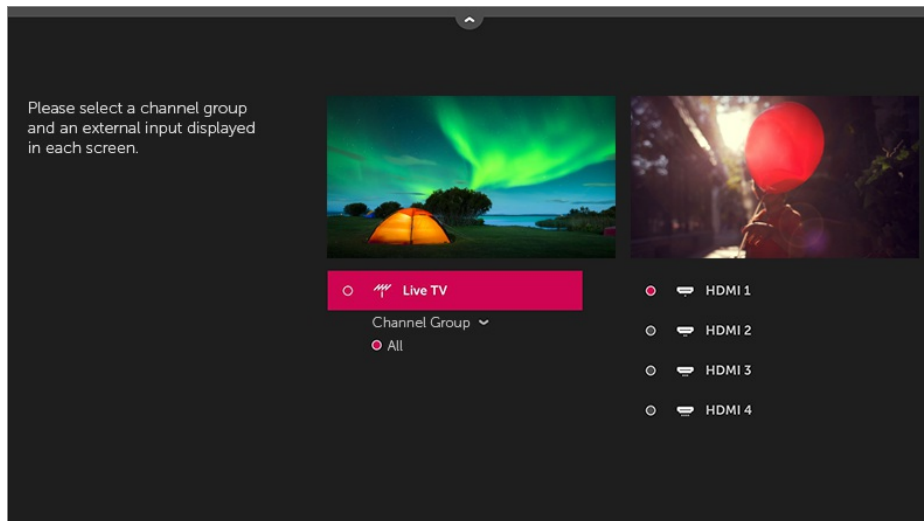 Please select a channel group
and an external input displayed
in each screen.
Live TV
Channel Group
All
HDMI 1
HDMI 2
HDMI 3
HDMI 4